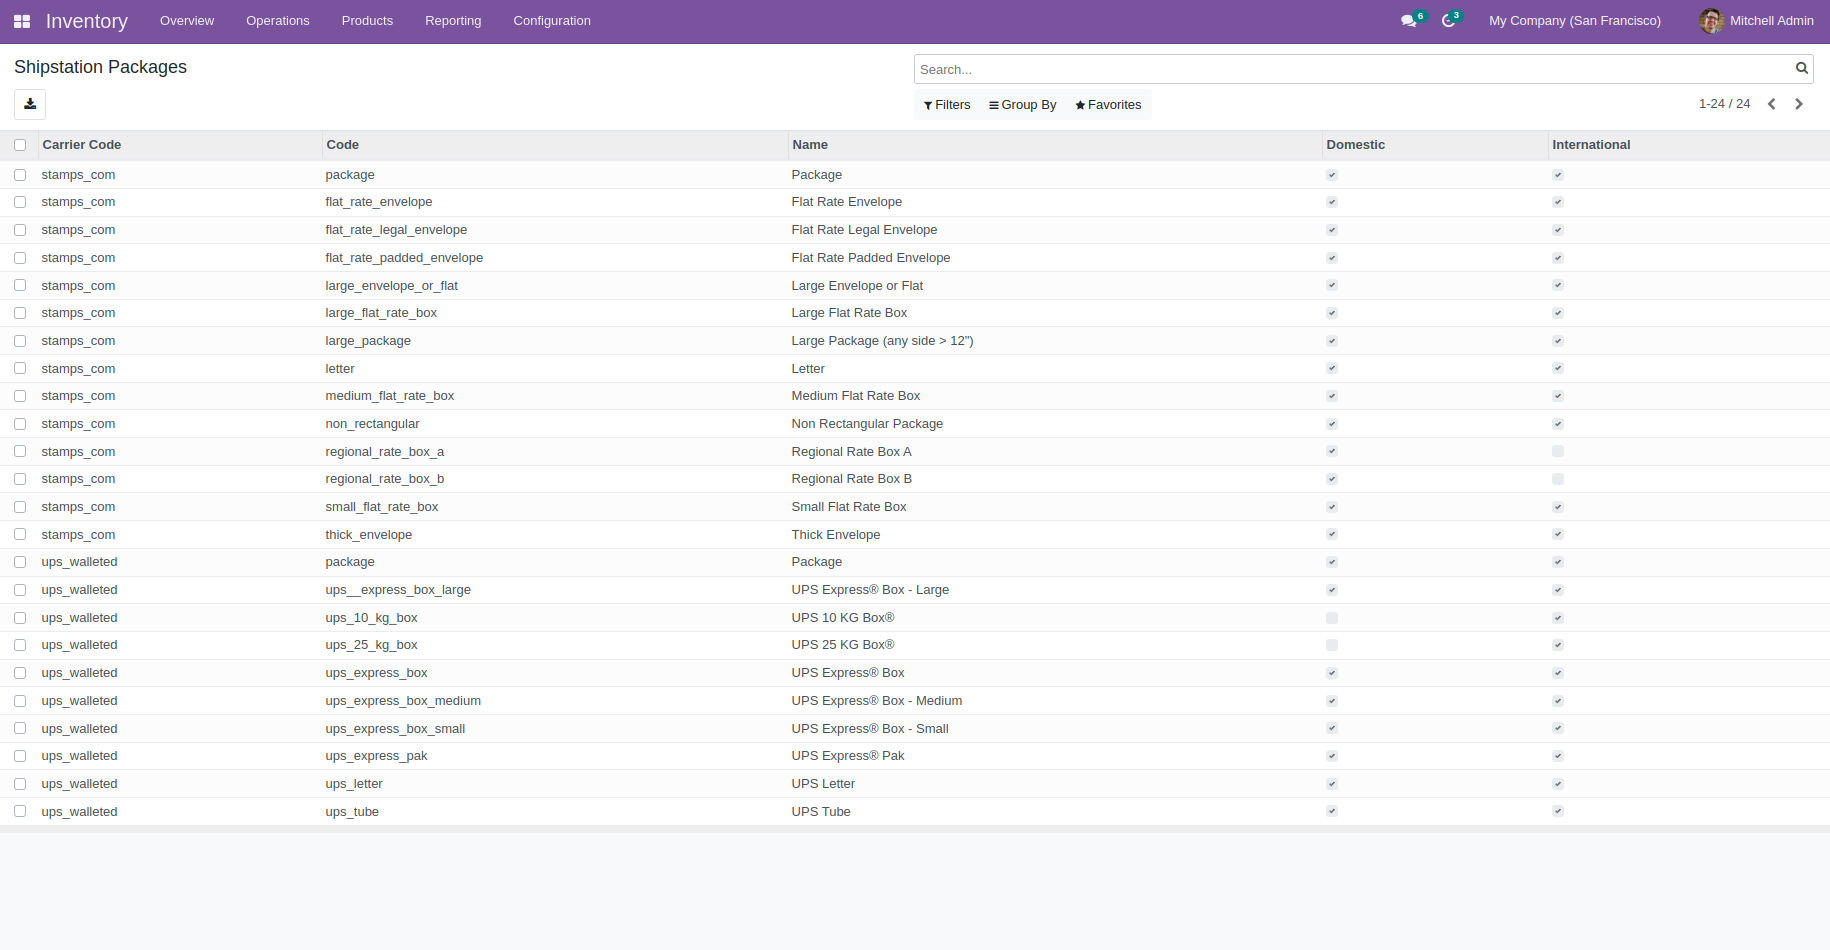 Inventory Overview Operations Products Reporting Configuration 6 3 My Company (San Francisco) Mitchell Admin
Shipstation Packages
Search...
Filters Group By Favorites 1-24 / 24
Carrier Code Code Name Domestic International
stamps_com package Package
stamps_com flat_rate_envelope Flat Rate Envelope
stamps_com flat_rate_legal_envelope Flat Rate Legal Envelope
stamps_com flat_rate_padded_envelope Flat Rate Padded Envelope
stamps_com large_envelope_or_flat Large Envelope or Flat
stamps_com large_flat_rate_box Large Flat Rate Box
stamps_com large_package Large Package (any side > 12")
stamps_com letter Letter
stamps_com medium_flat_rate_box Medium Flat Rate Box
stamps_com non_rectangular Non Rectangular Package
stamps_com regional_rate_box_a Regional Rate Box A
stamps_com regional_rate_box_b Regional Rate Box B
stamps_com small_flat_rate_box Small Flat Rate Box
stamps_com thick_envelope Thick Envelope
ups_walleted package Package
ups_walleted ups__express_box_large UPS Express® Box - Large
ups_walleted ups_10_kg_box UPS 10 KG Box®
ups_walleted ups_25_kg_box UPS 25 KG Box®
ups_walleted ups_express_box UPS Express® Box
ups_walleted ups_express_box_medium UPS Express® Box - Medium
ups_walleted ups_express_box_small UPS Express® Box - Small
ups_walleted ups_express_pak UPS Express® Pak
ups_walleted ups_letter UPS Letter
ups_walleted ups_tube UPS Tube